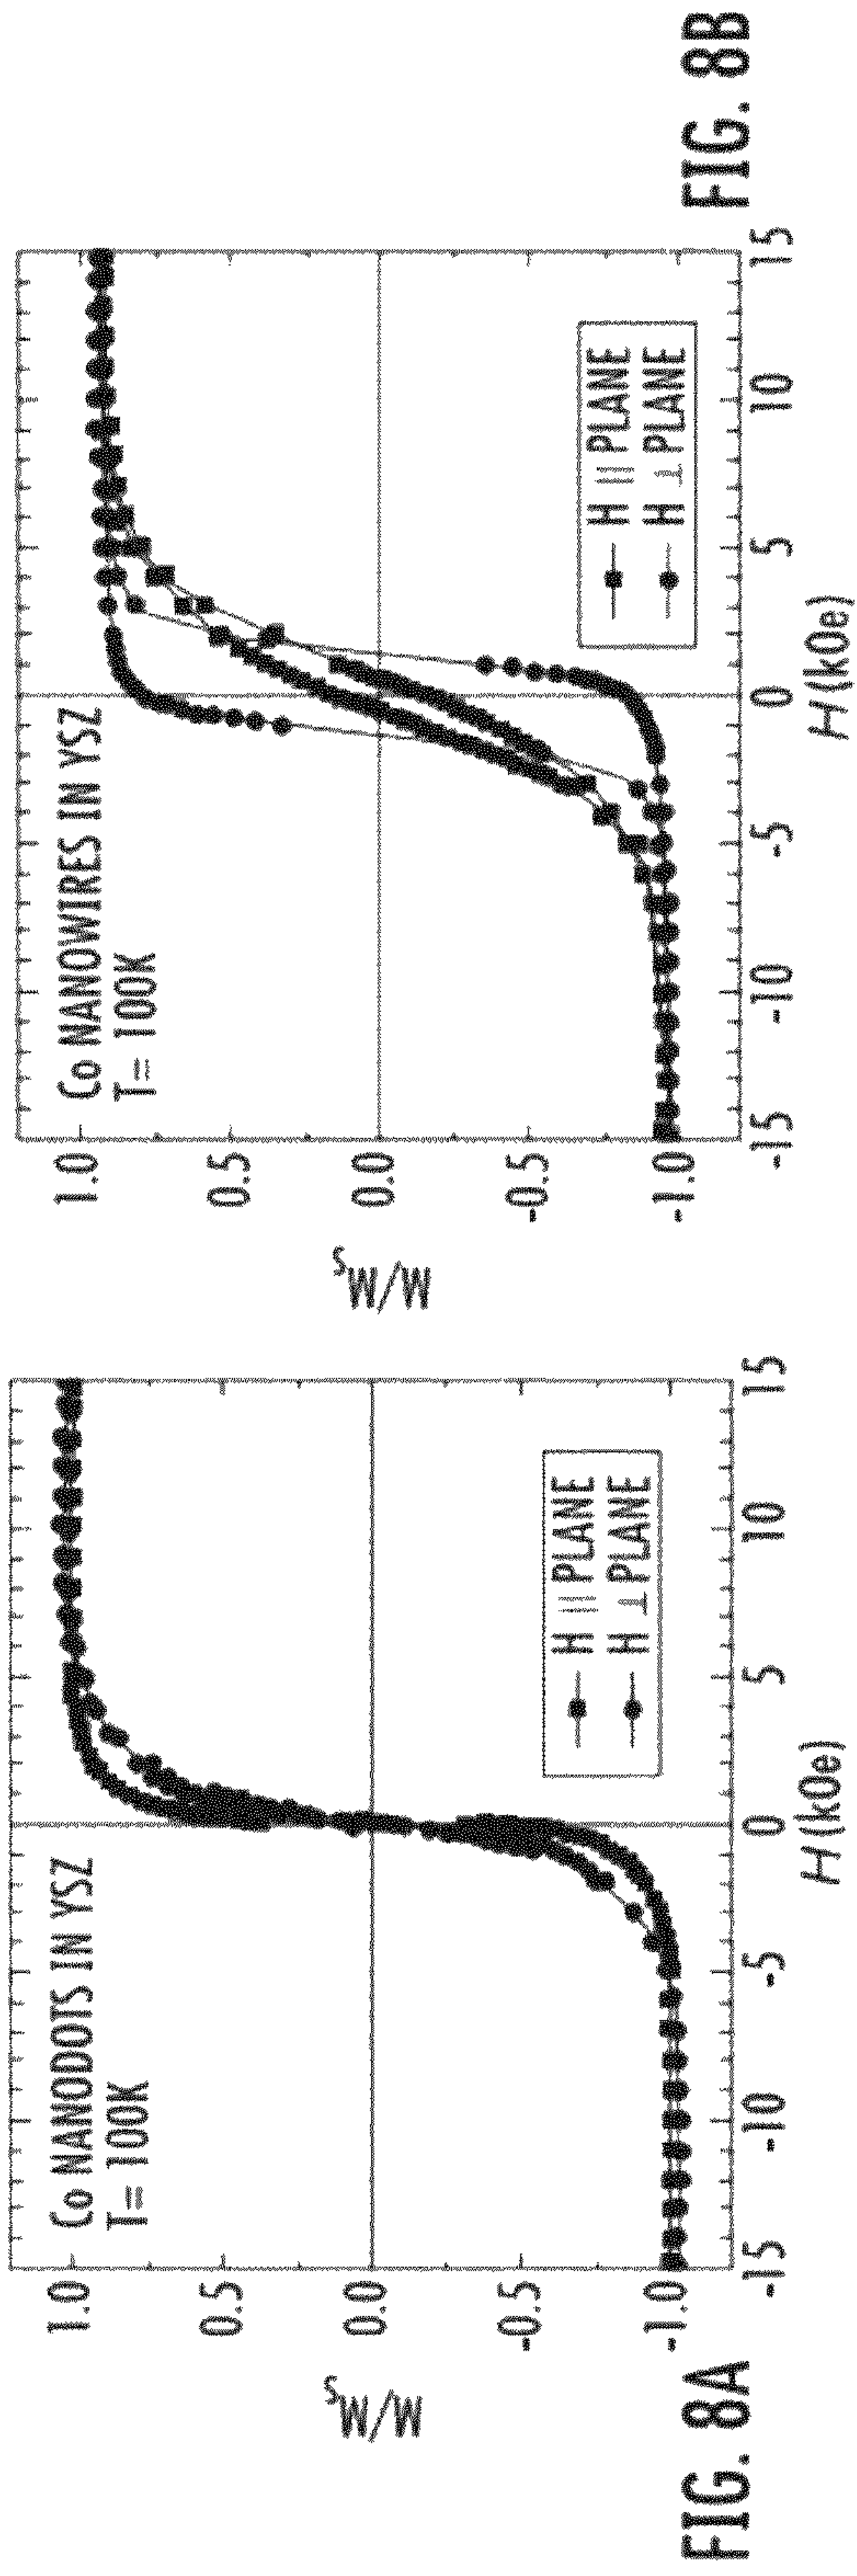 Co NANODOTS IN YSZ
T= 100K
1.0
0.5
0.0
-0.5
-1.0
M/Ms
-15
-10
-5
0
5
10
15
H (kOe)
H || PLANE
H ⊥ PLANE
FIG. 8A
Co NANOWIRES IN YSZ
T= 100K
1.0
0.5
0.0
-0.5
-1.0
M/Ms
-15
-10
-5
0
5
10
15
H (kOe)
H || PLANE
H ⊥ PLANE
FIG. 8B